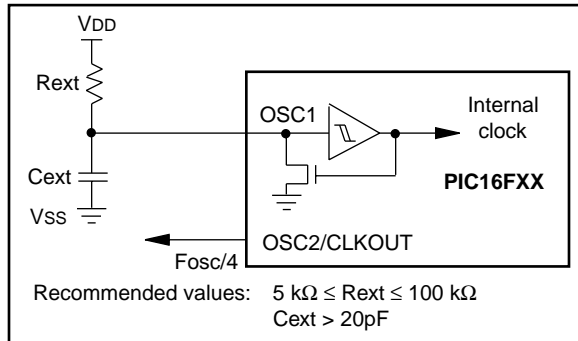 VDD
Rext
OSC1
Internal
clock
Cext
PIC16FXX
VSS
OSC2/CLKOUT
Fosc/4
Recommended values: 5 kΩ ≤ Rext ≤ 100 kΩ
Cext > 20pF